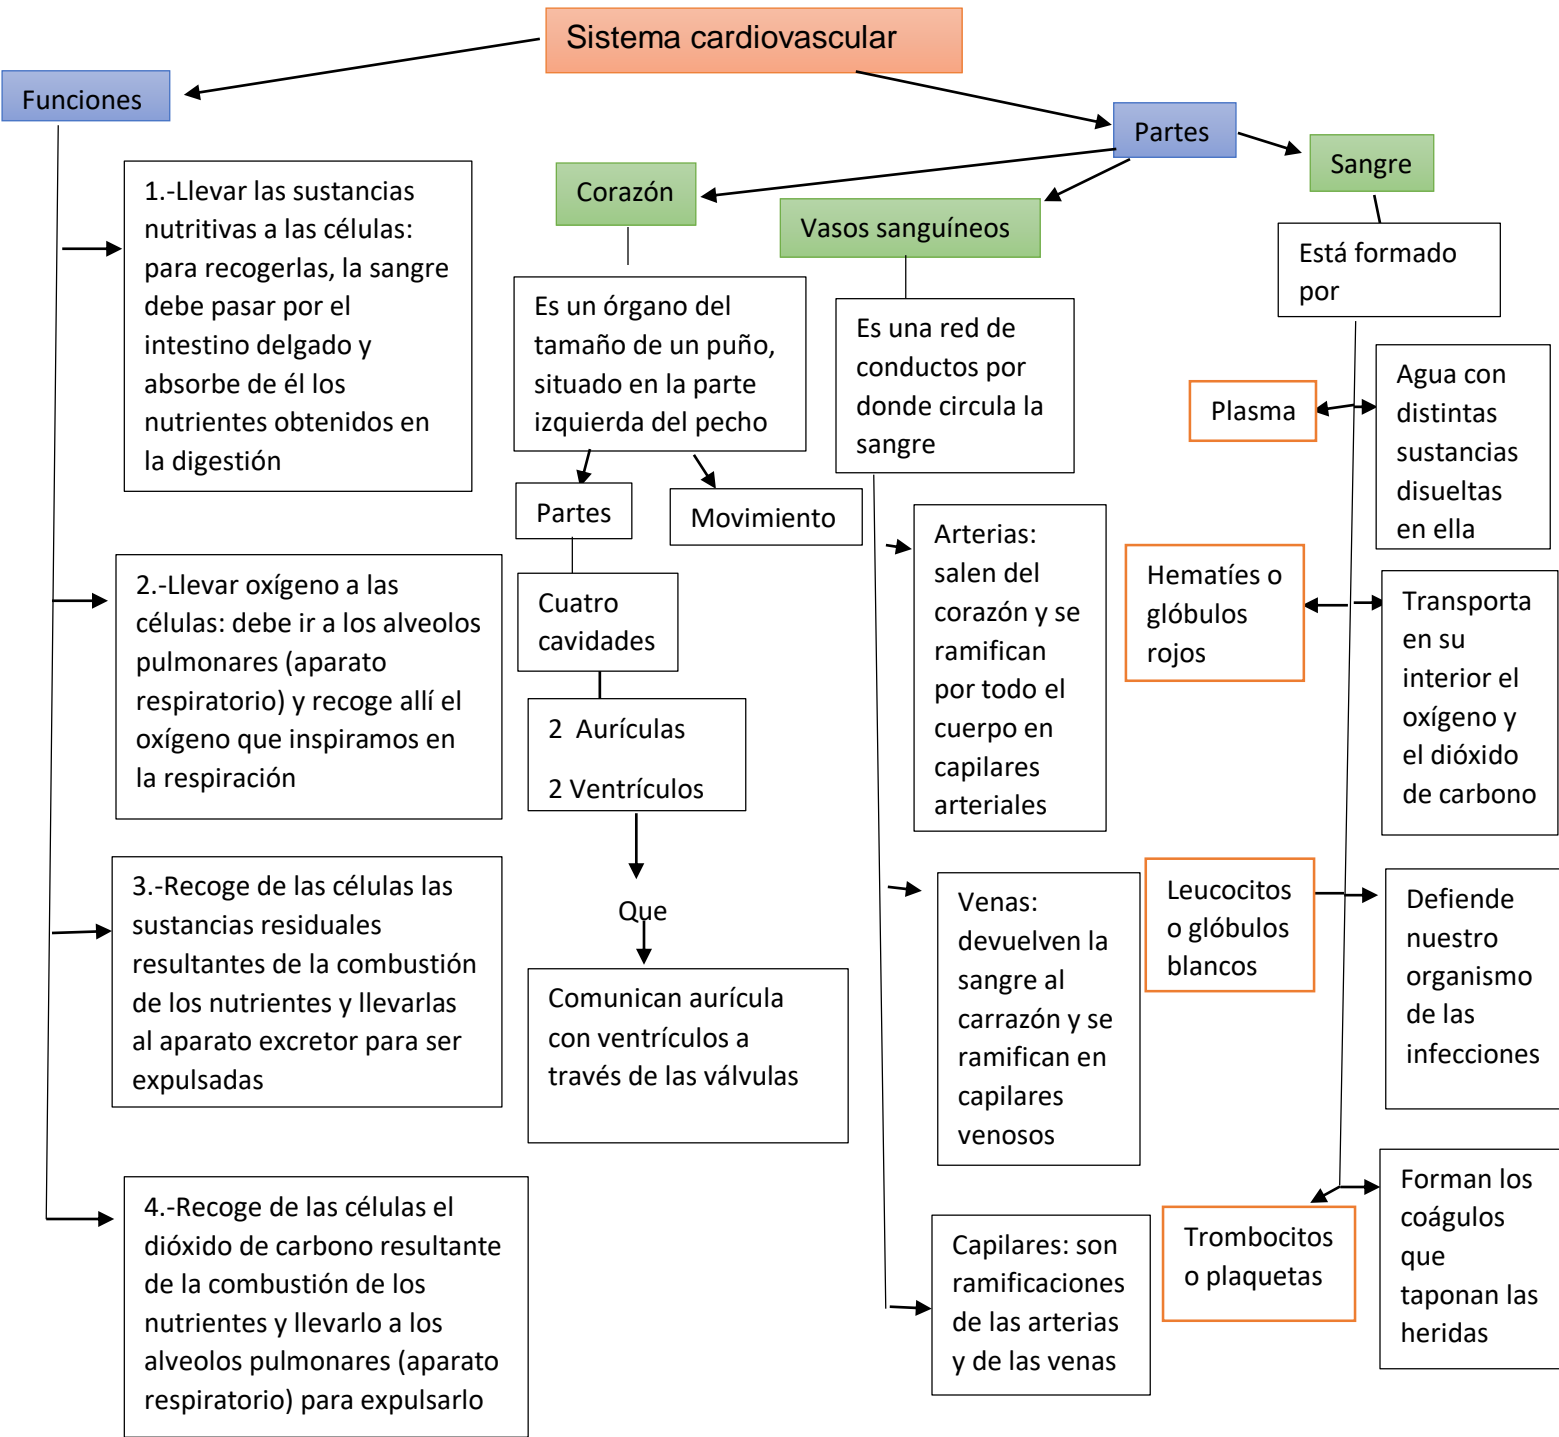 Sistema cardiovascular
Funciones
1.-Llevar las sustancias
nutritivas a las células:
para recogerlas, la sangre
debe pasar por el
intestino delgado y
absorbe de él los
nutrientes obtenidos en
la digestión
2.-Llevar oxígeno a las
células: debe ir a los alveolos
pulmonares (aparato
respiratorio) y recoge allí el
oxígeno que inspiramos en
la respiración
3.-Recoge de las células las
sustancias residuales
resultantes de la combustión
de los nutrientes y llevarlas
al aparato excretor para ser
expulsadas
4.-Recoge de las células el
dióxido de carbono resultante
de la combustión de los
nutrientes y llevarlo a los
alveolos pulmonares (aparato
respiratorio) para expulsarlo
Partes
Corazón
Es un órgano del
tamaño de un puño,
situado en la parte
izquierda del pecho
Partes
Movimiento
Cuatro
cavidades
2 Aurículas
2 Ventrículos
Que
Comunican aurícula
con ventrículos a
través de las válvulas
Vasos sanguíneos
Es una red de
conductos por
donde circula la
sangre
Arterias:
salen del
corazón y se
ramifican
por todo el
cuerpo en
capilares
arteriales
Venas:
devuelven la
sangre al
carrazón y se
ramifican en
capilares
venosos
Capilares: son
ramificaciones
de las arterias
y de las venas
Sangre
Está formado
por
Plasma
Agua con
distintas
sustancias
disueltas
en ella
Hematíes o
glóbulos
rojos
Transporta
en su
interior el
oxígeno y
el dióxido
de carbono
Leucocitos
o glóbulos
blancos
Defiende
nuestro
organismo
de las
infecciones
Trombocitos
o plaquetas
Forman los
coágulos
que
taponan las
heridas